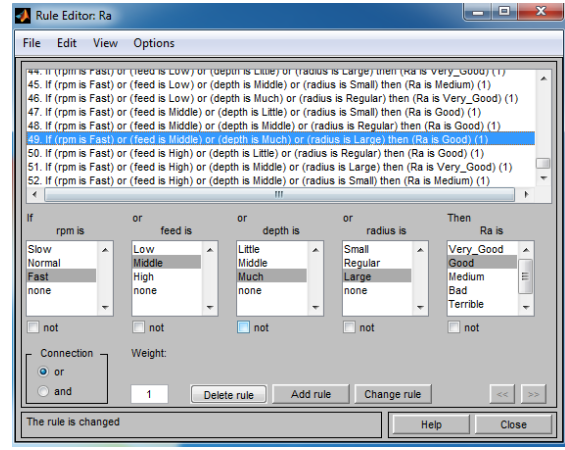 Rule Editor: Ra
File Edit View Options
44. If (rpm is Fast) or (feed is Low) or (depth is Little) or (radius is Large) then (Ra is Very_Good) (1)
45. If (rpm is Fast) or (feed is Low) or (depth is Middle) or (radius is Small) then (Ra is Medium) (1)
46. If (rpm is Fast) or (feed is Low) or (depth is Much) or (radius is Regular) then (Ra is Very_Good) (1)
47. If (rpm is Fast) or (feed is Middle) or (depth is Little) or (radius is Small) then (Ra is Good) (1)
48. If (rpm is Fast) or (feed is Middle) or (depth is Middle) or (radius is Regular) then (Ra is Good) (1)
49. If (rpm is Fast) or (feed is Middle) or (depth is Much) or (radius is Large) then (Ra is Good) (1)
50. If (rpm is Fast) or (feed is High) or (depth is Little) or (radius is Regular) then (Ra is Good) (1)
51. If (rpm is Fast) or (feed is High) or (depth is Middle) or (radius is Large) then (Ra is Very_Good) (1)
52. If (rpm is Fast) or (feed is High) or (depth is Middle) or (radius is Small) then (Ra is Medium) (1)
If or or or Then
rpm is feed is depth is radius is Ra is
Slow Low Little Small Very_Good
Normal Middle Middle Regular Good
Fast High Much Large Medium
none none none none Bad
Terrible
not not not not not
Connection Weight:
or
and 1 Delete rule Add rule Change rule << >>
The rule is changed Help Close